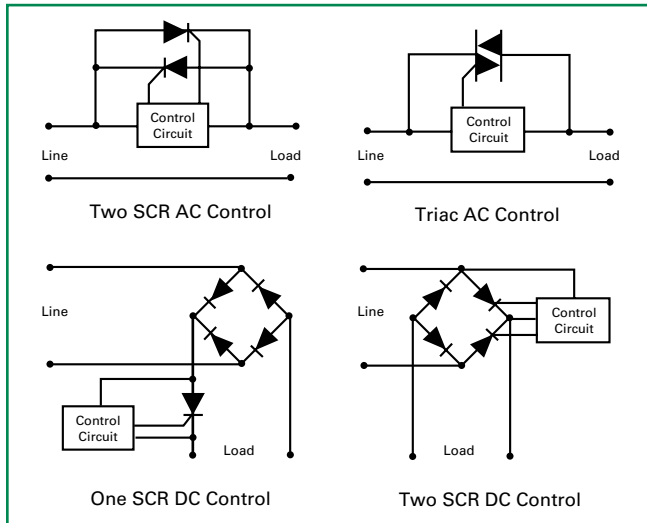 Control
Circuit
Line
Load
Two SCR AC Control
Control
Circuit
Line
Load
Triac AC Control
Line
Control
Circuit
Load
One SCR DC Control
Line
Control
Circuit
Load
Two SCR DC Control